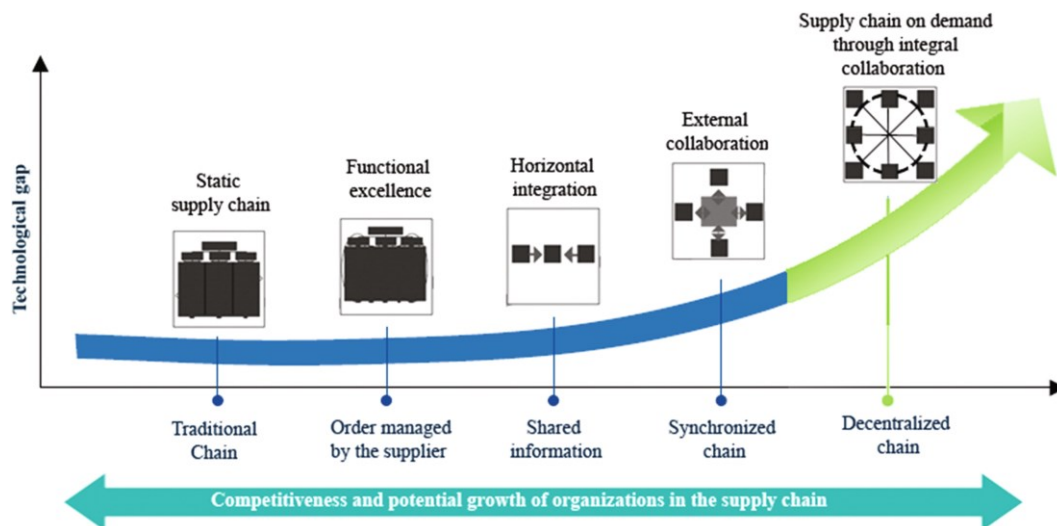 Supply chain on demand
through integral
collaboration
External
collaboration
Horizontal
integration
Functional
excellence
Static
supply chain
Technological gap
Traditional
Chain
Order managed
by the supplier
Shared
information
Synchronized
chain
Decentralized
chain
Competitiveness and potential growth of organizations in the supply chain